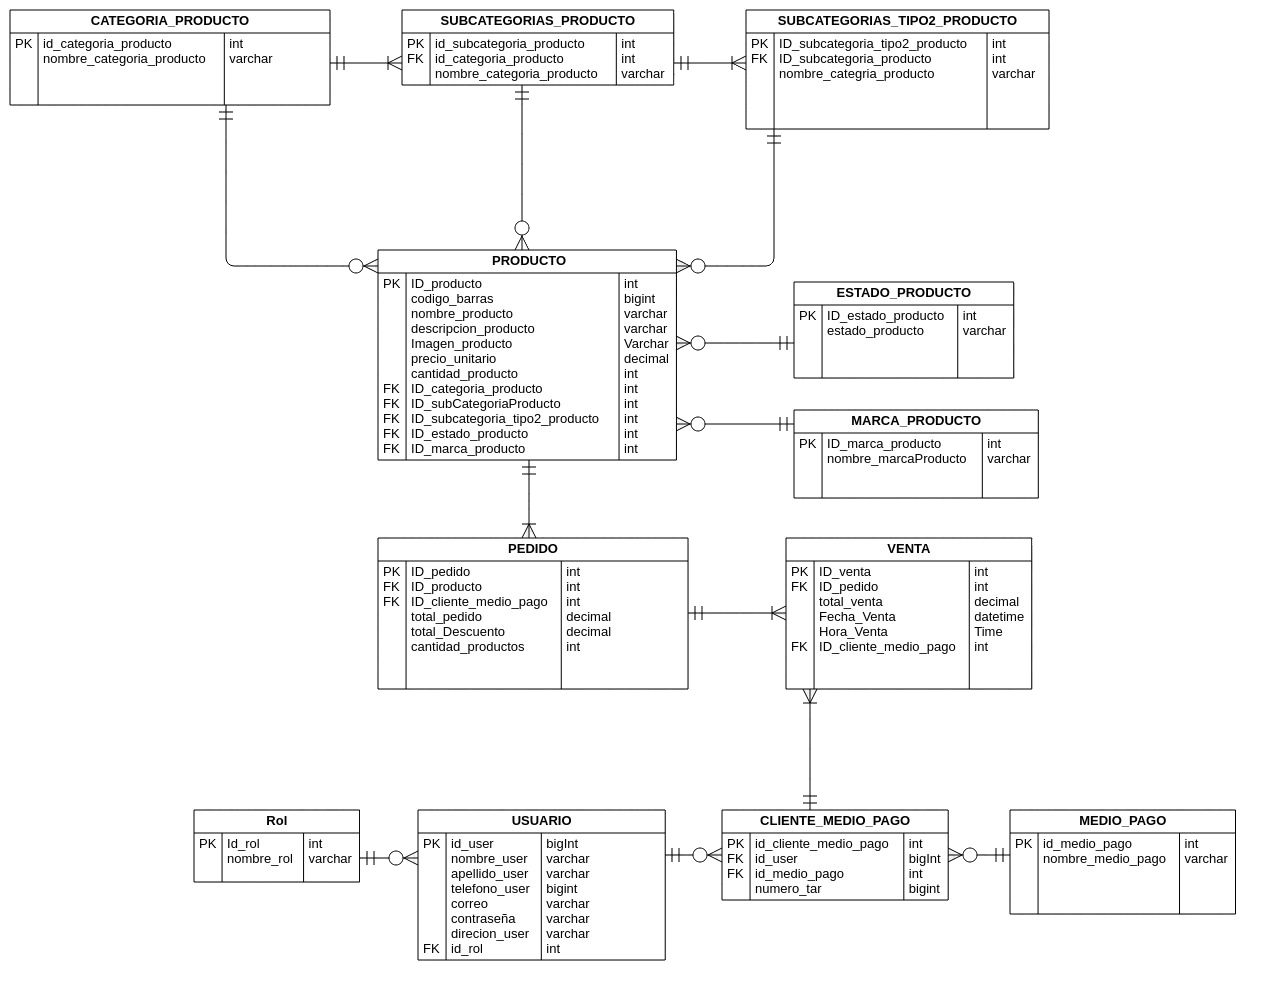 CATEGORIA_PRODUCTO
PK id_categoria_producto int
nombre_categoria_producto varchar
SUBCATEGORIAS_PRODUCTO
PK id_subcategoria_producto int
FK id_categoria_producto int
nombre_categoria_producto varchar
SUBCATEGORIAS_TIPO2_PRODUCTO
PK ID_subcategoria_tipo2_producto int
FK ID_subcategoria_producto int
nombre_categria_producto varchar
PRODUCTO
PK ID_producto int
codigo_barras bigint
nombre_producto varchar
descripcion_producto varchar
Imagen_producto Varchar
precio_unitario decimal
cantidad_producto int
FK ID_categoria_producto int
FK ID_subCategoriaProducto int
FK ID_subcategoria_tipo2_producto int
FK ID_estado_producto int
FK ID_marca_producto int
ESTADO_PRODUCTO
PK ID_estado_producto int
estado_producto varchar
MARCA_PRODUCTO
PK ID_marca_producto int
nombre_marcaProducto varchar
PEDIDO
PK ID_pedido int
FK ID_producto int
FK ID_cliente_medio_pago int
total_pedido decimal
total_Descuento decimal
cantidad_productos int
VENTA
PK ID_venta int
FK ID_pedido int
total_venta decimal
Fecha_Venta datetime
Hora_Venta Time
FK ID_cliente_medio_pago int
Rol
PK Id_rol int
nombre_rol varchar
USUARIO
PK id_user bigInt
nombre_user varchar
apellido_user varchar
telefono_user bigint
correo varchar
contraseña varchar
direcion_user varchar
FK id_rol int
CLIENTE_MEDIO_PAGO
PK id_cliente_medio_pago int
FK id_user bigInt
FK id_medio_pago int
numero_tar bigint
MEDIO_PAGO
PK id_medio_pago int
nombre_medio_pago varchar